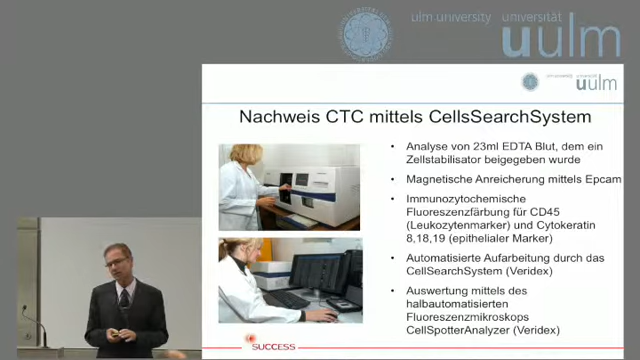 ulm university universität
uulm
uulm
Nachweis CTC mittels CellsSearchSystem
• Analyse von 23ml EDTA Blut, dem ein
Zellstabilisator beigegeben wurde
• Magnetische Anreicherung mittels Epcam
• Immunozytochemische
Fluoreszenzfärbung für CD45
(Leukozytenmarker) und Cytokeratin
8,18,19 (epithelialer Marker)
• Automatisierte Aufarbeitung durch das
CellSearchSystem (Veridex)
• Auswertung mittels des
halbautomatisierten
Fluoreszenzmikroskops
CellSpotterAnalyzer (Veridex)
SUCCESS